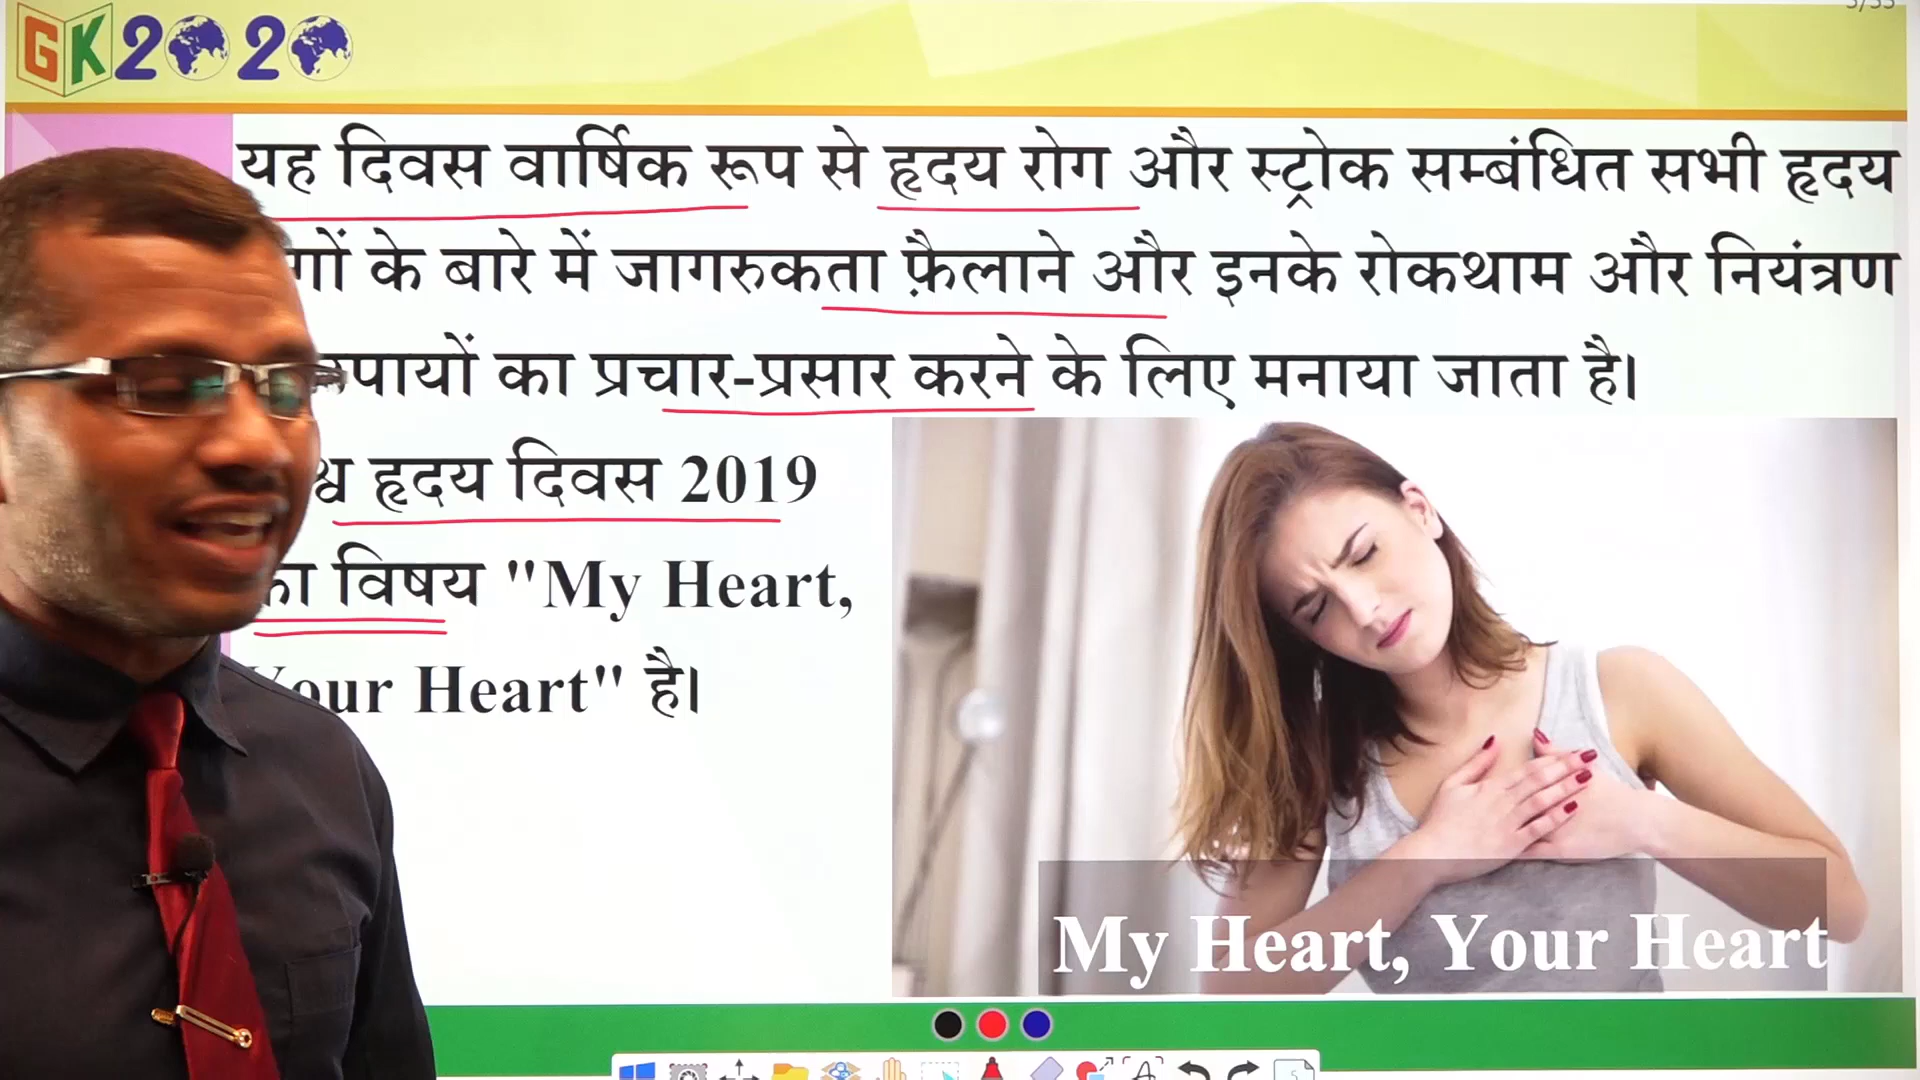 GK2020
यह दिवस वार्षिक रूप से हृदय रोग और स्ट्रोक सम्बंधित सभी हृदय
के बारे में जागरुकता फ़ैलाने और इनके रोकथाम और नियंत्रण
का प्रचार-प्रसार करने के लिए मनाया जाता है।
हृदय दिवस 2019
का विषय "My Heart,
Your Heart" है।
My Heart, Your Heart